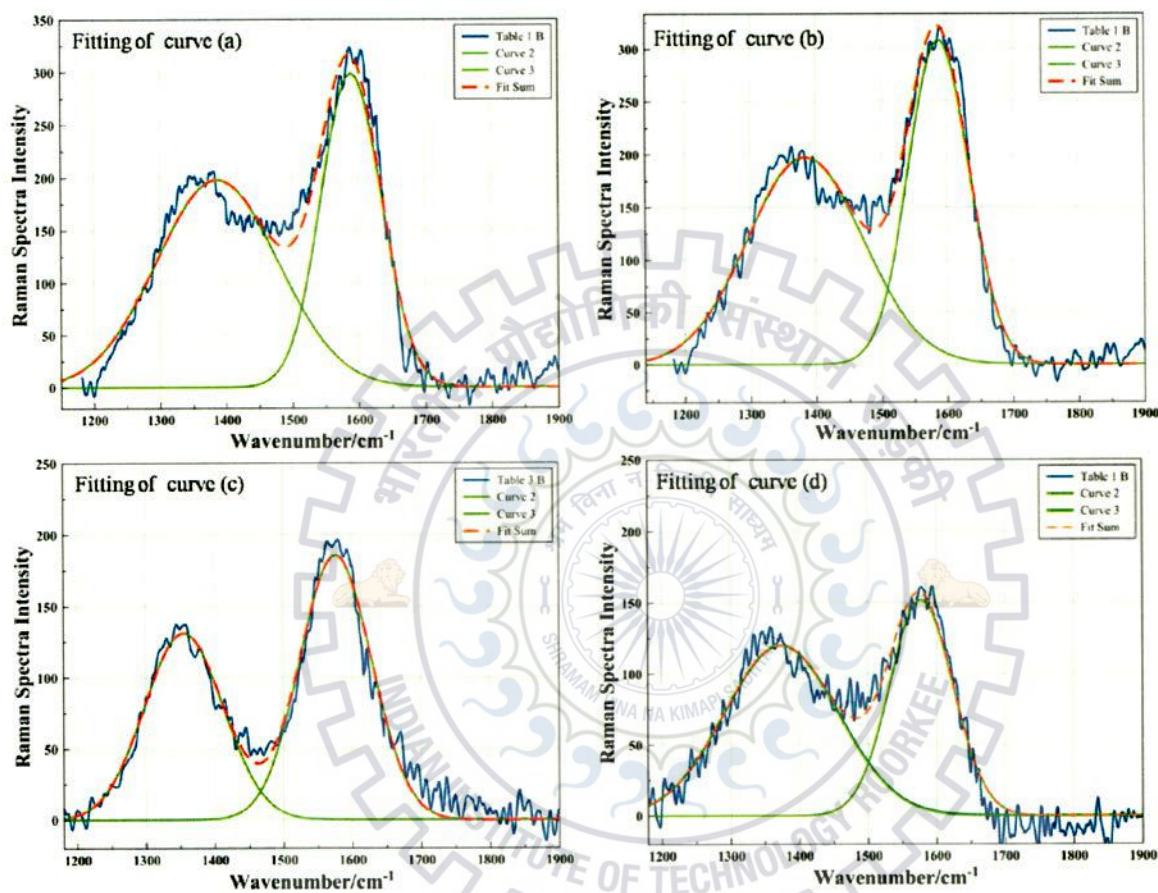 Fitting of curve (a)
Table 1 B
Curve 2
Curve 3
Fit Sum
Raman Spectra Intensity
350
300
250
200
150
100
50
0
1200 1300 1400 1500 1600 1700 1800 1900
Wavenumber/cm⁻¹
Fitting of curve (b)
Table 1 B
Curve 2
Curve 3
Fit Sum
Raman Spectra Intensity
300
250
200
150
100
50
0
1200 1300 1400 1500 1600 1700 1800 1900
Wavenumber/cm⁻¹
Fitting of curve (c)
Table 3 B
Curve 2
Curve 3
Fit Sum
Raman Spectra Intensity
250
200
150
100
50
0
1200 1300 1400 1500 1600 1700 1800 1900
Wavenumber/cm⁻¹
Fitting of curve (d)
Table 1 B
Curve 2
Curve 3
Fit Sum
Raman Spectra Intensity
250
200
150
100
50
0
1200 1300 1400 1500 1600 1700 1800 1900
Wavenumber/cm⁻¹
प्रौद्योगिकी संस्थान
INDIAN INSTITUTE OF TECHNOLOGY ROORKEE